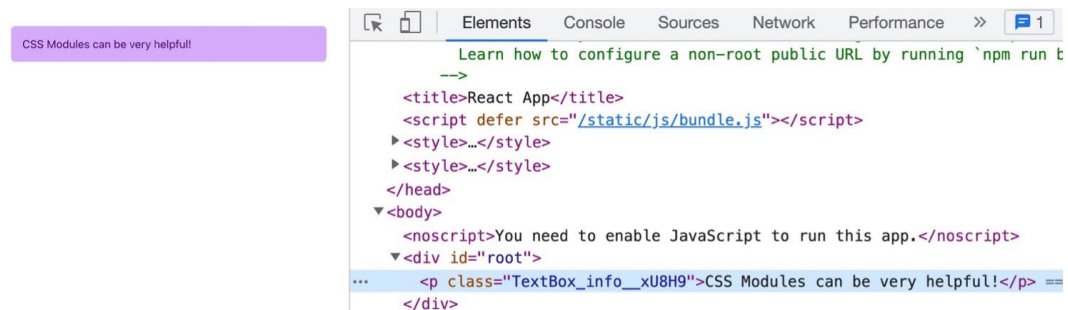 CSS Modules can be very helpful!
Elements Console Sources Network Performance » 1
Learn how to configure a non-root public URL by running `npm run b
-->
<title>React App</title>
<script defer src="/static/js/bundle.js"></script>
<style>…</style>
<style>…</style>
</head>
<body>
<noscript>You need to enable JavaScript to run this app.</noscript>
<div id="root">
… <p class="TextBox_info__xU8H9">CSS Modules can be very helpful!</p> ==
</div>